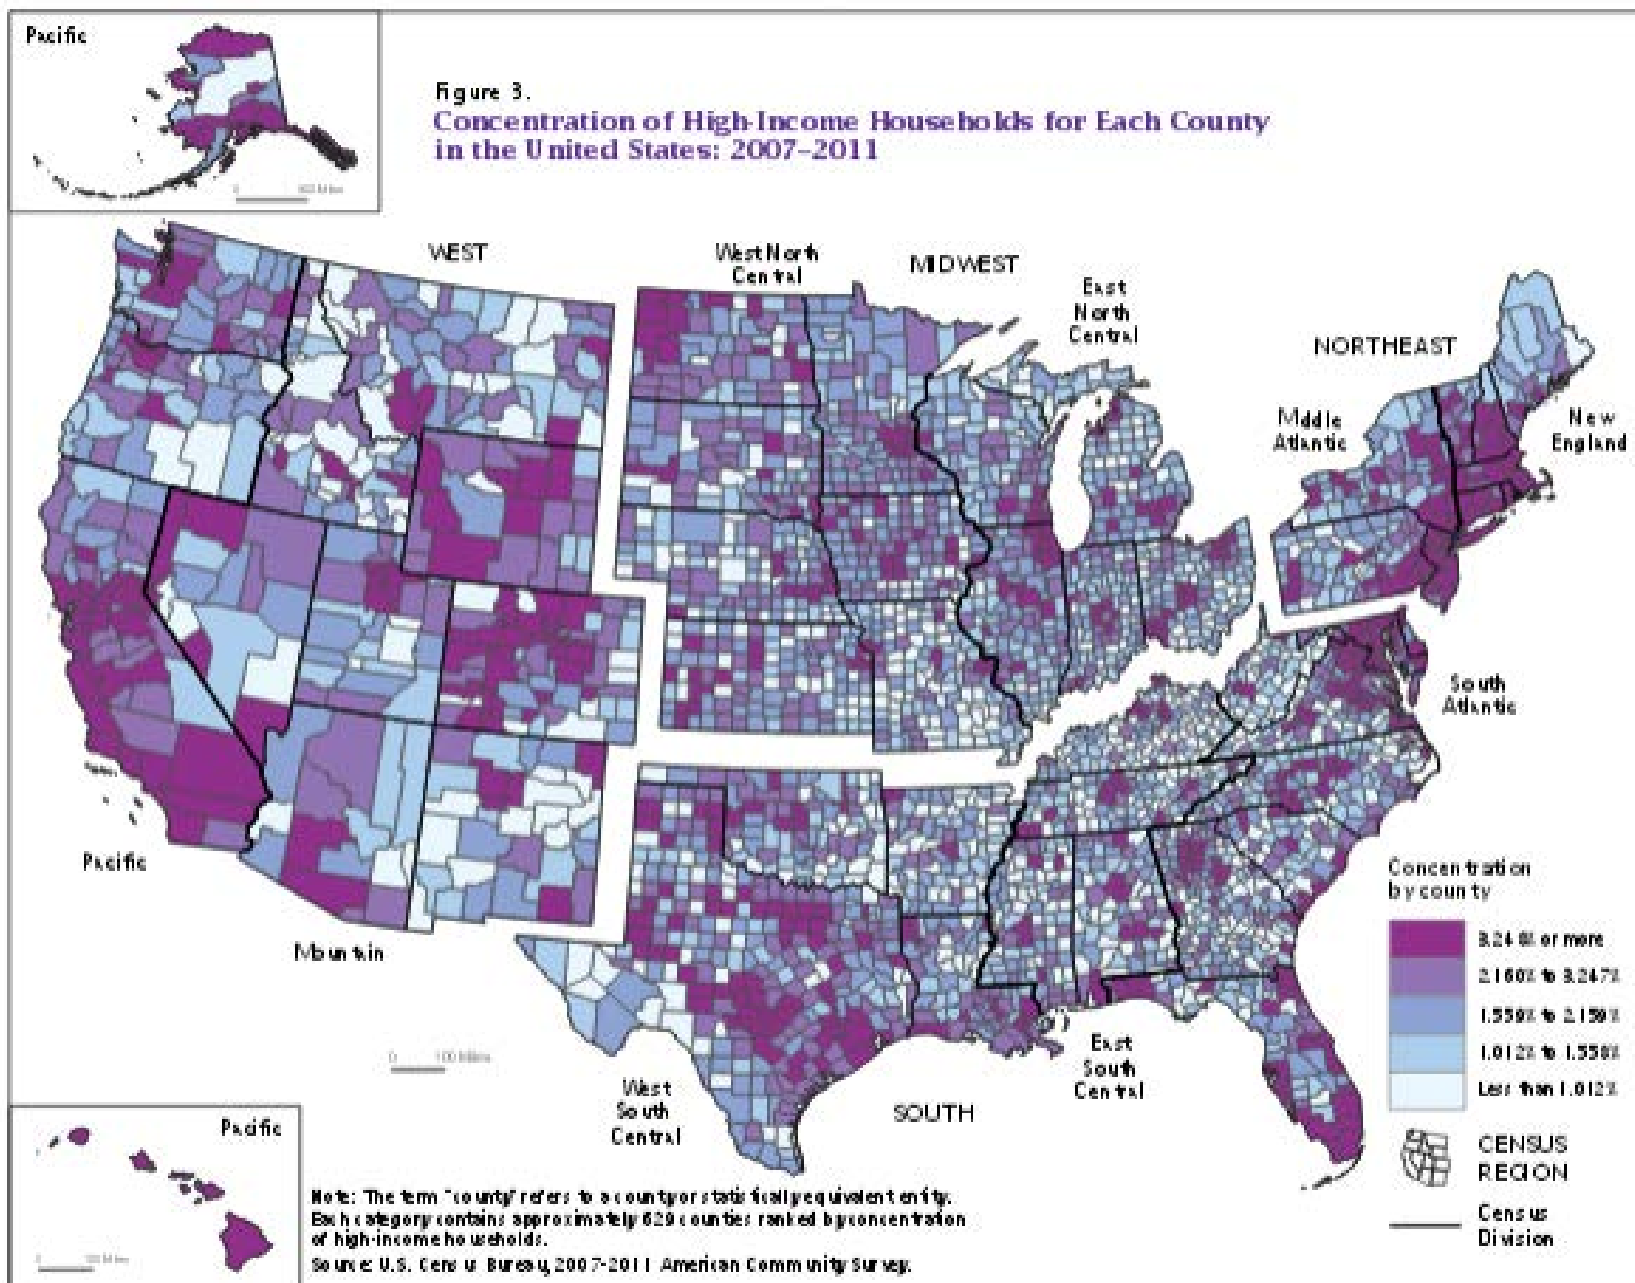 Pacific
Figure 3.
Concentration of High-Income Households for Each County
in the United States: 2007–2011
WEST
West North
Central
MIDWEST
East
North
Central
NORTHEAST
Middle
Atlantic
New
England
South
Atlantic
Pacific
Mountain
West
South
Central
SOUTH
East
South
Central
0 100 Miles
Concentration
by county
3.248% or more
2.160% to 3.247%
1.559% to 2.159%
1.012% to 1.558%
Less than 1.012%
CENSUS
REGION
Census
Division
Pacific
Note: The term "county" refers to a county or statistically equivalent entity.
Each category contains approximately 629 counties ranked by concentration
of high-income households.
Source: U.S. Census Bureau, 2007-2011 American Community Survey.